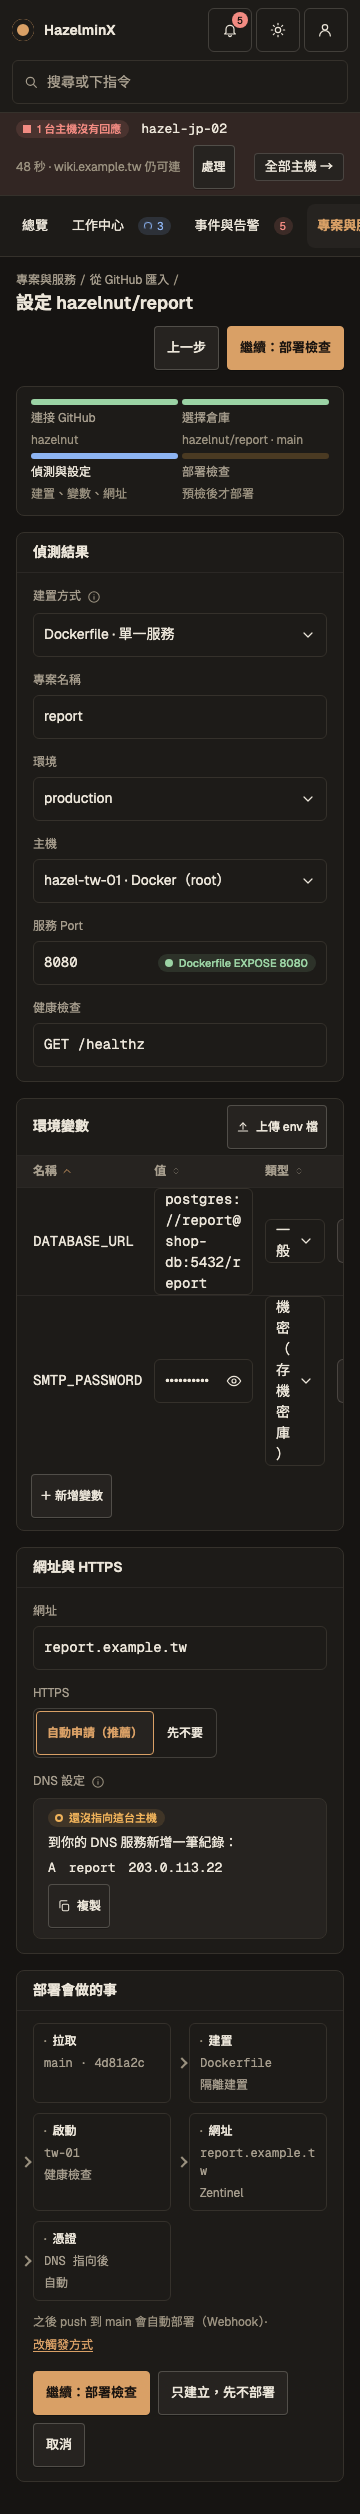 HazelminX
5
搜尋或下指令
1 台主機沒有回應 hazel-jp-02
48 秒 · wiki.example.tw 仍可連 處理 全部主機 →
總覽 工作中心 3 事件與告警 5 專案與服
專案與服務 / 從 GitHub 匯入 /
設定 hazelnut/report
上一步 繼續：部署檢查
連接 GitHub 選擇倉庫
hazelnut hazelnut/report · main
偵測與設定 部署檢查
建置、變數、網址 預檢後才部署
偵測結果
建置方式
Dockerfile · 單一服務
專案名稱
report
環境
production
主機
hazel-tw-01 · Docker（root）
服務 Port
8080 Dockerfile EXPOSE 8080
健康檢查
GET /healthz
環境變數 上傳 env 檔
名稱 值 類型
DATABASE_URL
postgres:
//report@
shop-
db:5432/r
eport
一
般
SMTP_PASSWORD ••••••••••
機
密
（
存
機
密
庫
）
+ 新增變數
網址與 HTTPS
網址
report.example.tw
HTTPS
自動申請（推薦） 先不要
DNS 設定
還沒指向這台主機
到你的 DNS 服務新增一筆紀錄：
A report 203.0.113.22
複製
部署會做的事
· 拉取
main · 4d81a2c
· 建置
Dockerfile
隔離建置
· 啟動
tw-01
健康檢查
· 網址
report.example.t
w
Zentinel
· 憑證
DNS 指向後
自動
之後 push 到 main 會自動部署（Webhook）·
改觸發方式
繼續：部署檢查 只建立，先不部署
取消